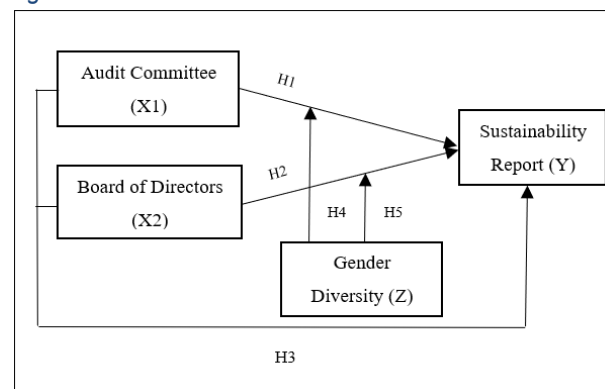 Audit Committee
(X1)
H1
Sustainability
Report (Y)
Board of Directors
(X2)
H2
H4
H5
Gender
Diversity (Z)
H3